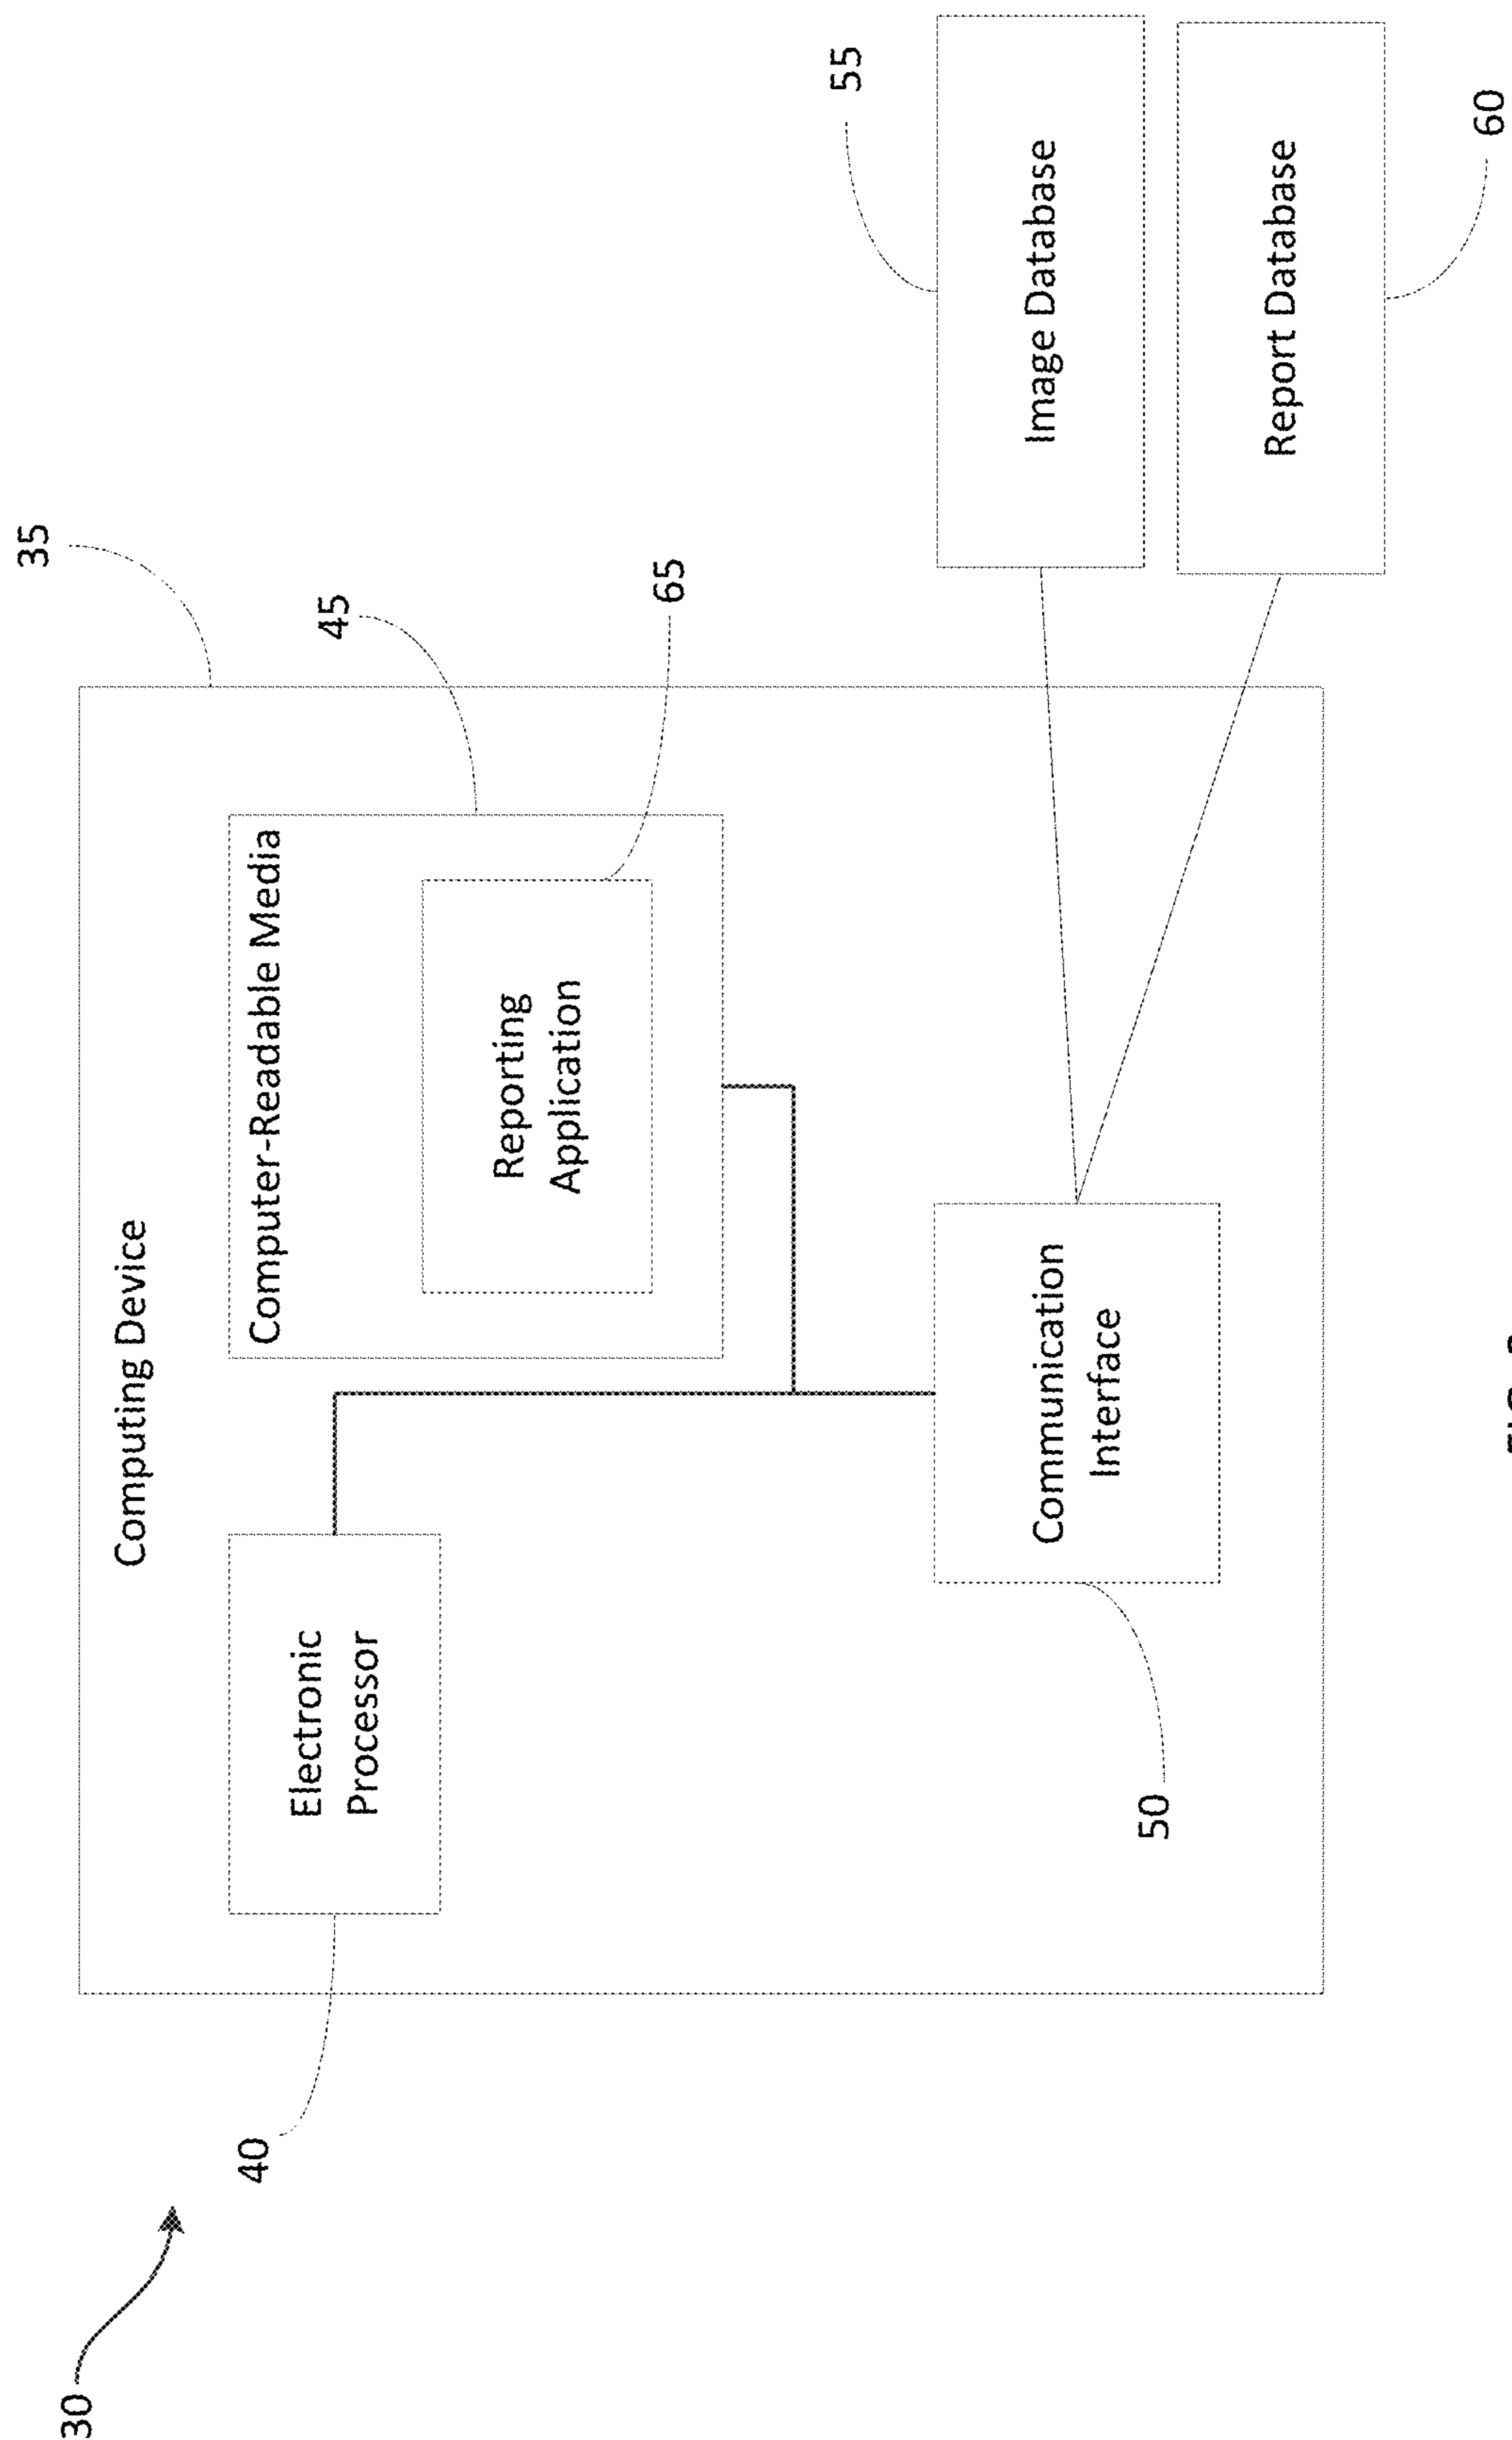 30
35
Computing Device
40
Electronic
Processor
45
Computer-Readable Media
65
Reporting
Application
50
Communication
Interface
55
Image Database
Report Database
60